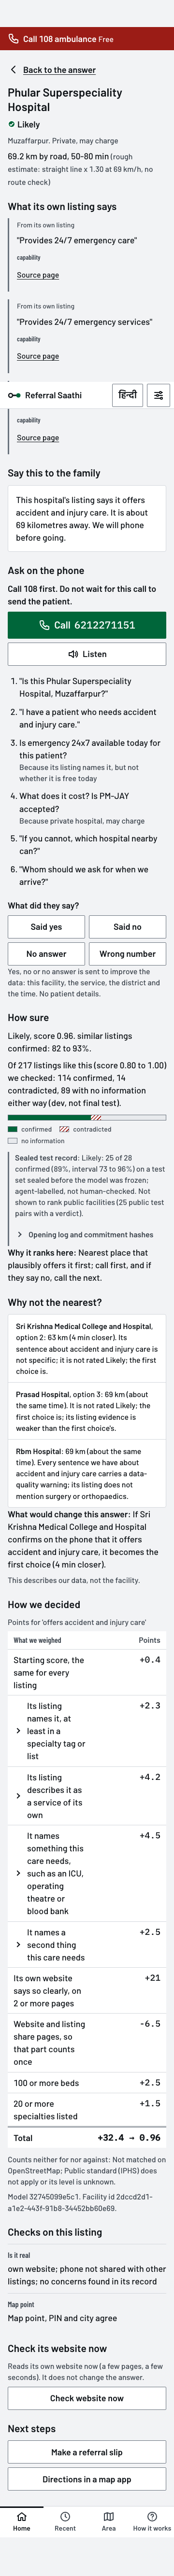 Call 108 ambulance Free
Back to the answer
Phular Superspeciality
Hospital
Likely
Muzaffarpur. Private, may charge
69.2 km by road, 50-80 min (rough
estimate: straight line x 1.30 at 69 km/h, no
route check)
What its own listing says
From its own listing
"Provides 24/7 emergency care"
capability
Source page
From its own listing
"Provides 24/7 emergency services"
capability
Source page
Referral Saathi
हिन्दी
capability
Source page
Say this to the family
This hospital's listing says it offers
accident and injury care. It is about
69 kilometres away. We will phone
before going.
Ask on the phone
Call 108 first. Do not wait for this call to
send the patient.
Call 6212271151
Listen
1. "Is this Phular Superspeciality
Hospital, Muzaffarpur?"
2. "I have a patient who needs accident
and injury care."
3. Is emergency 24x7 available today for
this patient?
Because its listing names it, but not
whether it is free today
4. What does it cost? Is PM-JAY
accepted?
Because private hospital, may charge
5. "If you cannot, which hospital nearby
can?"
6. "Whom should we ask for when we
arrive?"
What did they say?
Said yes
Said no
No answer
Wrong number
Yes, no or no answer is sent to improve the
data: this facility, the service, the district and
the time. No patient details.
How sure
Likely, score 0.96. similar listings
confirmed: 82 to 93%.
Of 217 listings like this (score 0.80 to 1.00)
we checked: 114 confirmed, 14
contradicted, 89 with no information
either way (dev, not final test).
confirmed
contradicted
no information
Sealed test record: Likely: 25 of 28
confirmed (89%, interval 73 to 96%) on a test
set sealed before the model was frozen;
agent-labelled, not human-checked. Not
shown on public rural facilities (25 public test
pairs with a verdict).
Opening log and commitment hashes
Why it ranks here: Nearest place that
plausibly offers it first; call first, and if
they say no, call the next.
Why not the nearest?
Sri Krishna Medical College and Hospital,
option 2: 63 km (4 min closer). Its
sentence about accident and injury care is
not specific; it is not rated Likely; the first
choice is.
Prasad Hospital, option 3: 69 km (about
the same time). It is not rated Likely; the
first choice is; its listing evidence is
weaker than the first choice's.
Rbm Hospital: 69 km (about the same
time). Every sentence we have about
accident and injury care carries a data-
quality warning; its listing does not
mention surgery or orthopaedics.
What would change this answer: If Sri
Krishna Medical College and Hospital
confirms on the phone that it offers
accident and injury care, it becomes the
first choice (4 min closer).
This describes our data, not the facility.
How we decided
Points for 'offers accident and injury care'
What we weighed Points
Starting score, the +0.4
same for every
listing
Its listing +2.3
names it, at
least in a
specialty tag or
list
Its listing +4.2
describes it as
a service of its
own
It names +4.5
something this
care needs,
such as an ICU,
operating
theatre or
blood bank
It names a +2.5
second thing
this care needs
Its own website +21
says so clearly, on
2 or more pages
Website and listing -6.5
share pages, so
that part counts
once
100 or more beds +2.5
20 or more +1.5
specialties listed
Total +32.4 → 0.96
Counts neither for nor against: Not matched on
OpenStreetMap; Public standard (IPHS) does
not apply or its level is unknown.
Model 32745099e5c1. Facility id 2dccd2d1-
a1e2-443f-91b8-34452bb60e69.
Checks on this listing
Is it real
own website; phone not shared with other
listings; no concerns found in its record
Map point
Map point, PIN and city agree
Check its website now
Reads its own website now (a few pages, a few
seconds). It does not change the answer.
Check website now
Next steps
Make a referral slip
Directions in a map app
Home
Recent
Area
How it works